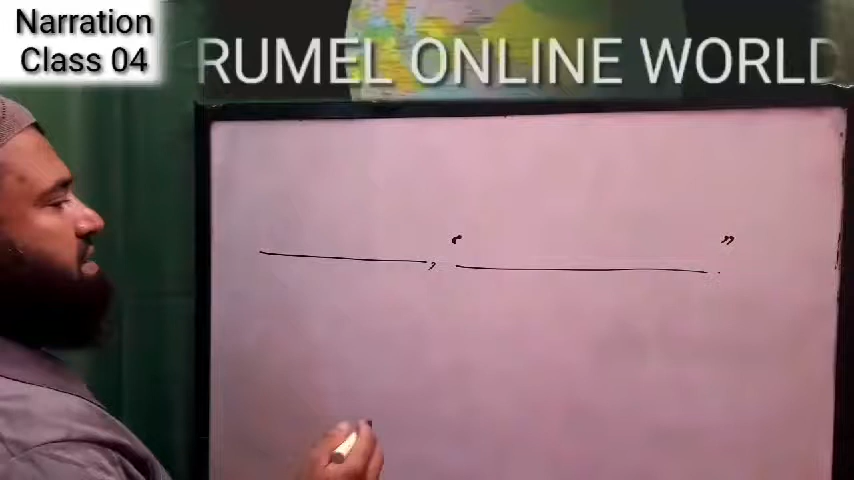 Narration
Class 04
RUMEL ONLINE WORLD
, “ ”